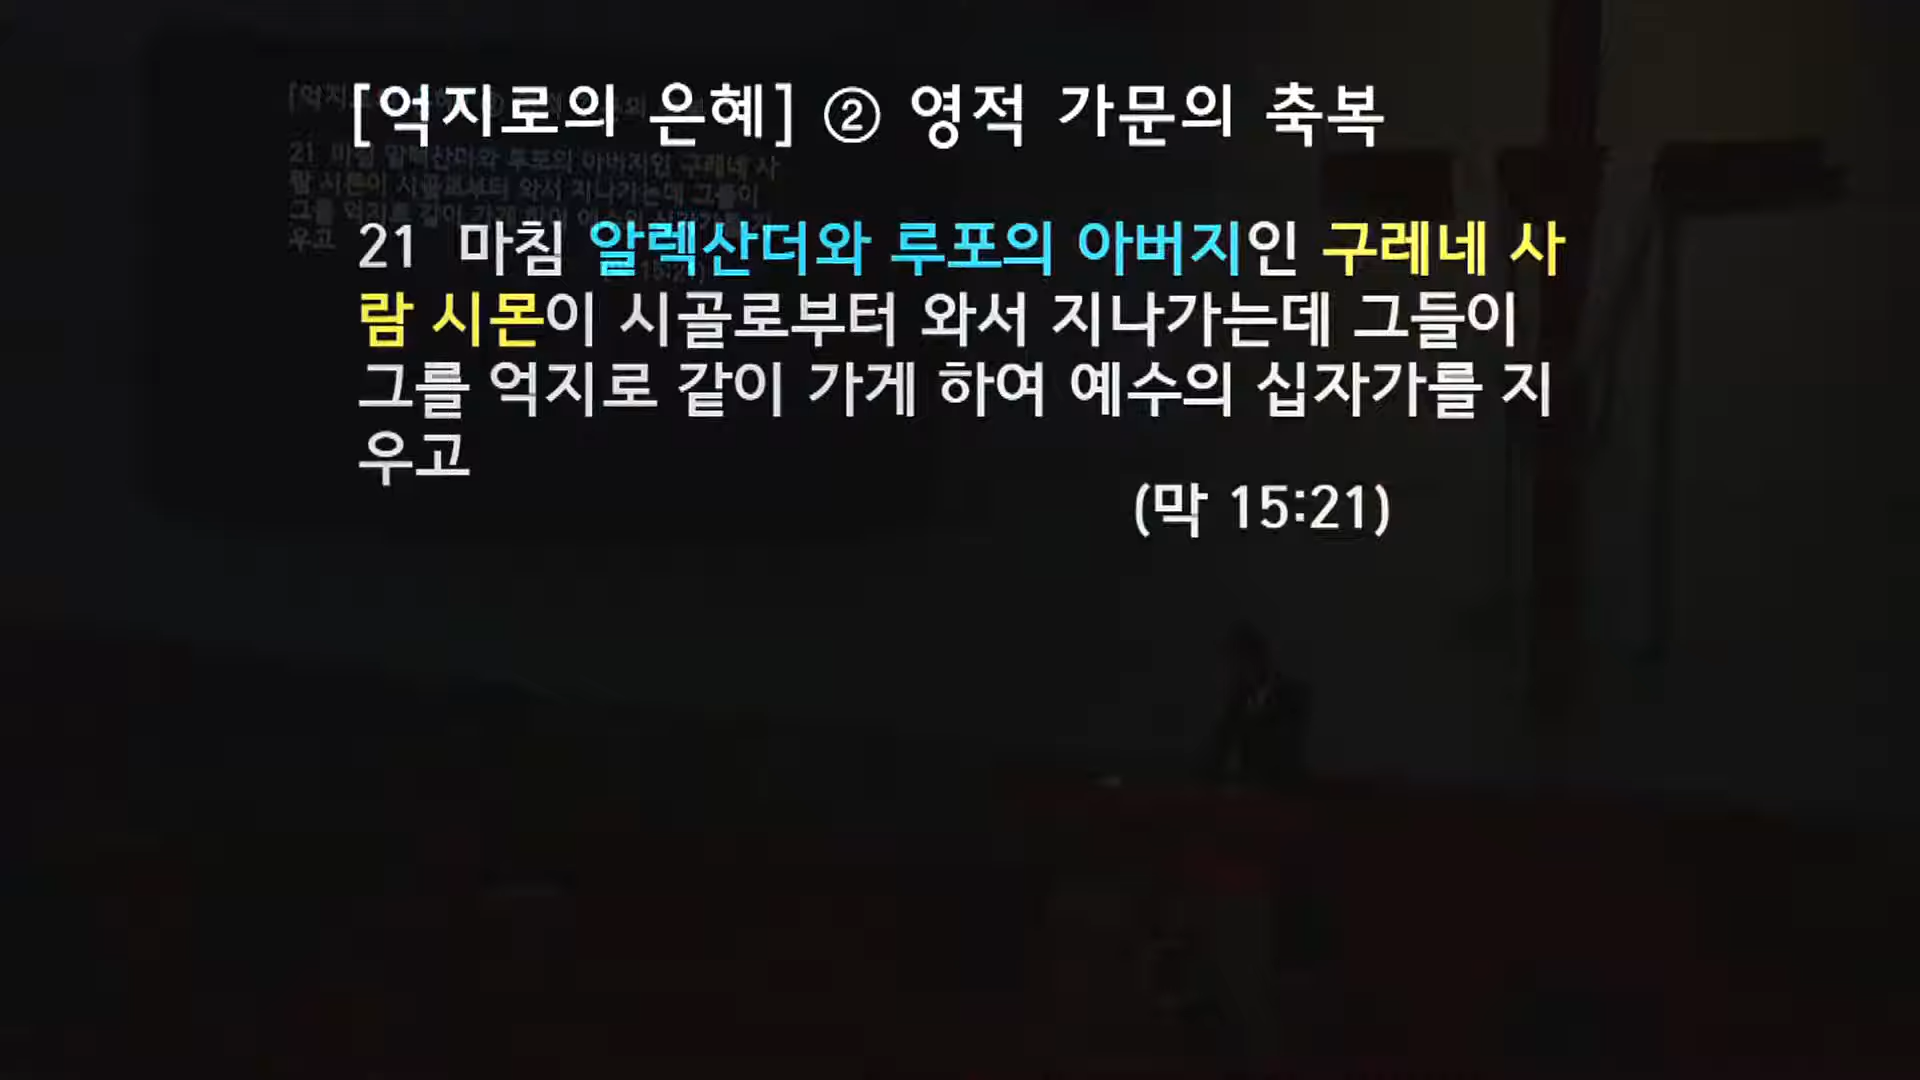 [억지로의 은혜] ② 영적 가문의 축복
21 마침 알렉산더와 루포의 아버지인 구레네 사
람 시몬이 시골로부터 와서 지나가는데 그들이
그를 억지로 같이 가게 하여 예수의 십자가를 지
우고
(막 15:21)